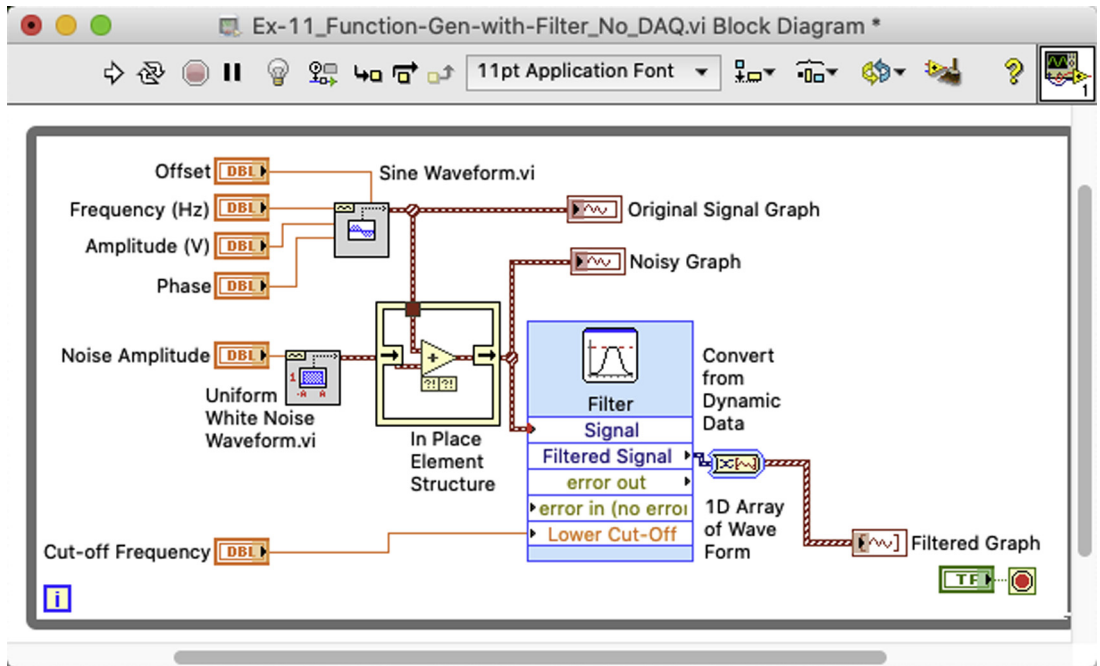 Ex-11_Function-Gen-with-Filter_No_DAQ.vi Block Diagram *
11pt Application Font
?
1
Offset
DBL
Sine Waveform.vi
Frequency (Hz)
DBL
Original Signal Graph
Amplitude (V)
DBL
Noisy Graph
Phase
DBL
Noise Amplitude
DBL
1
-A A
Uniform
White Noise
Waveform.vi
+
?! ?!
In Place
Element
Structure
Filter
Signal
Filtered Signal
error out
error in (no error
Lower Cut-Off
Convert
from
Dynamic
Data
1D Array
of Wave
Form
Filtered Graph
Cut-off Frequency
DBL
TF
i